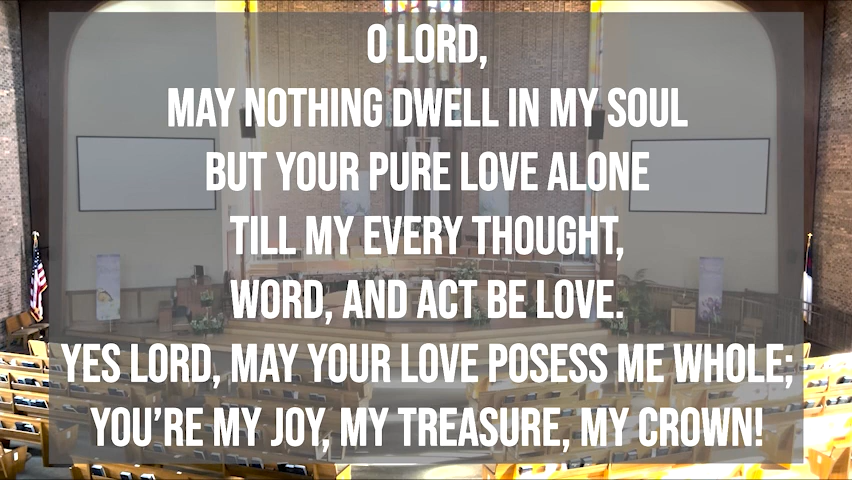 O LORD,
MAY NOTHING DWELL IN MY SOUL
BUT YOUR PURE LOVE ALONE
TILL MY EVERY THOUGHT,
WORD, AND ACT BE LOVE.
YES LORD, MAY YOUR LOVE POSESS ME WHOLE;
YOU'RE MY JOY, MY TREASURE, MY CROWN!